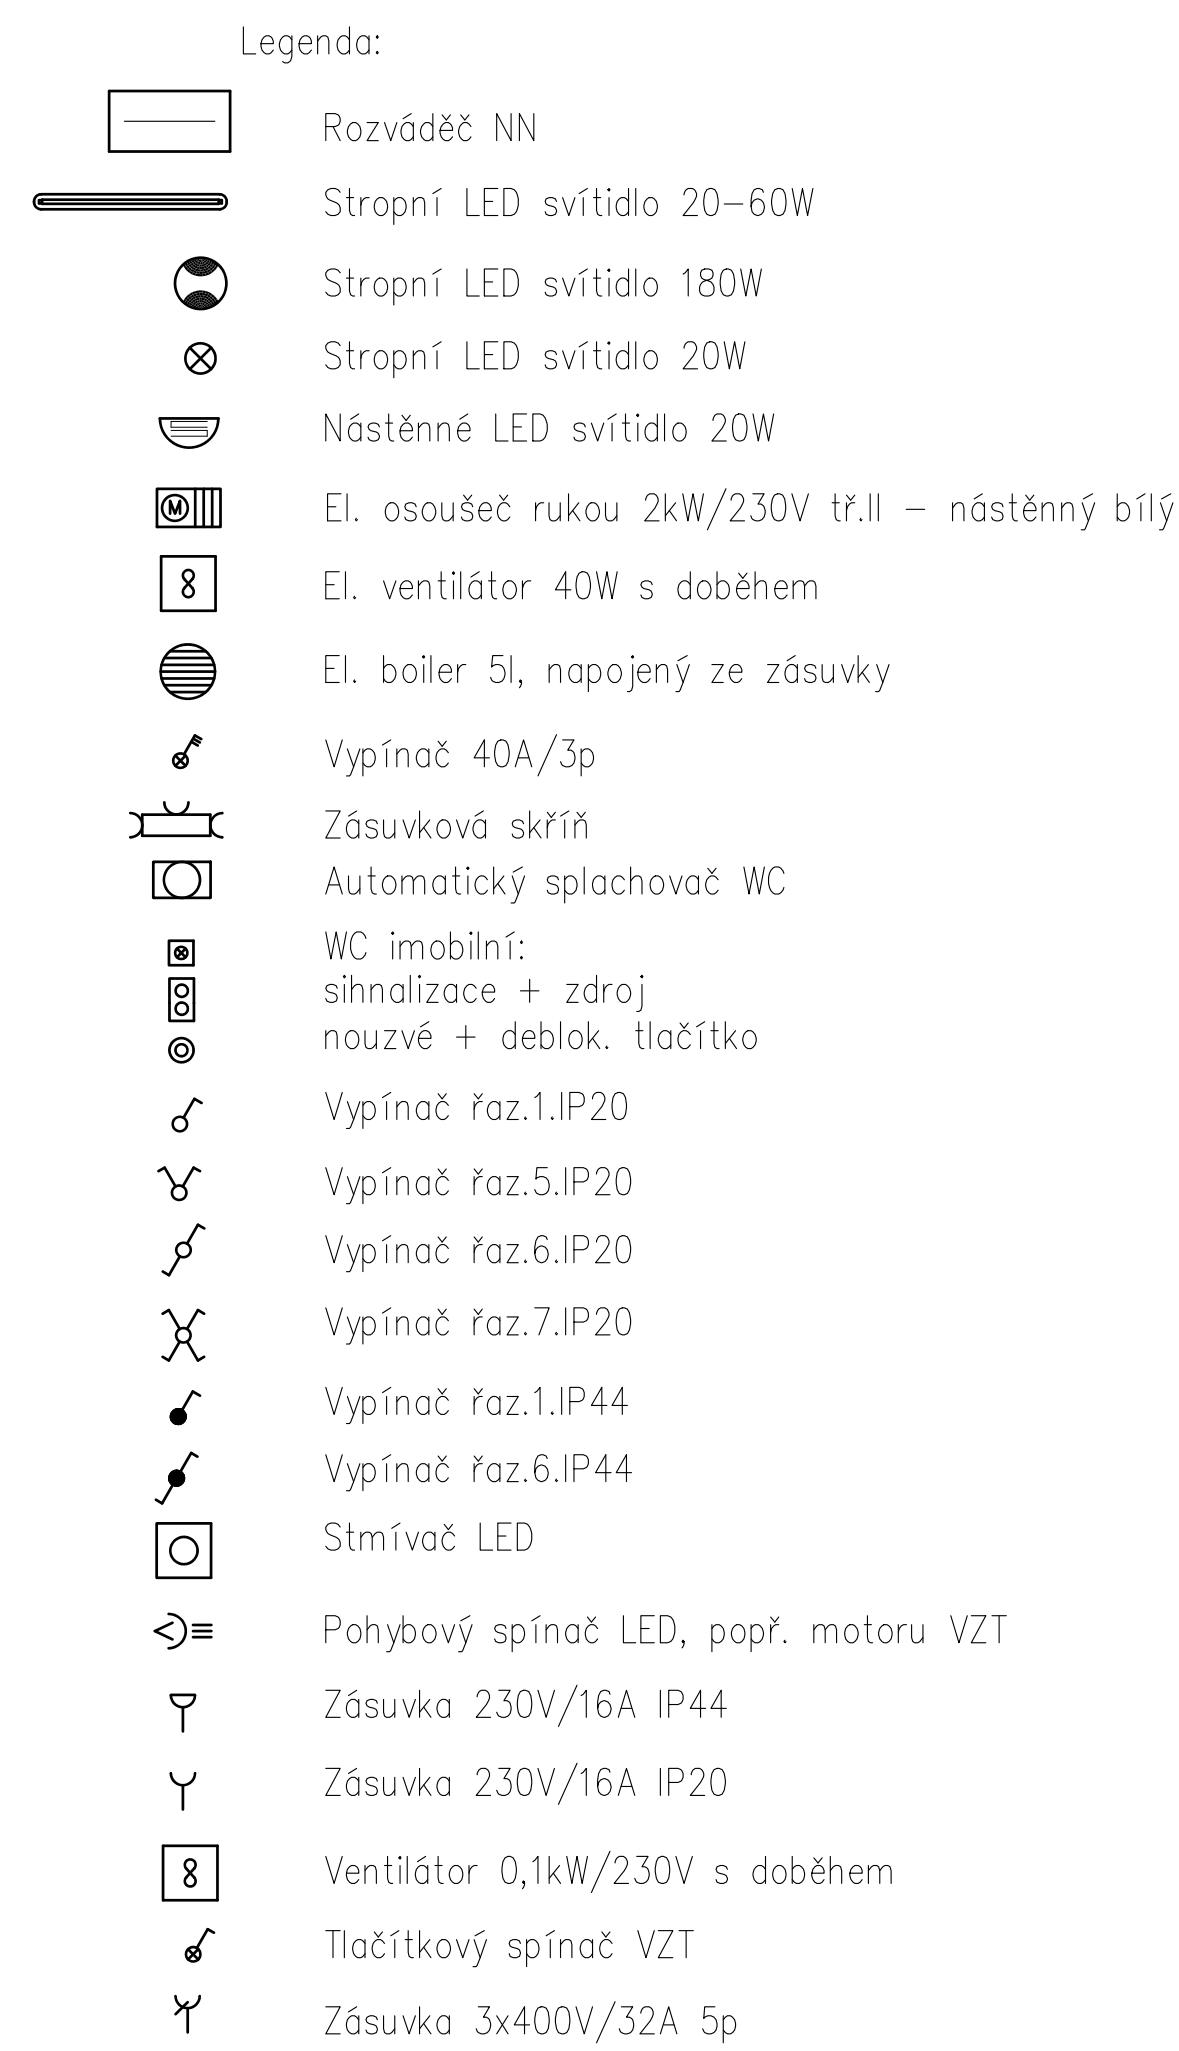 Legenda:
Rozváděč NN
Stropní LED svítidlo 20-60W
Stropní LED svítidlo 180W
Stropní LED svítidlo 20W
Nástěnné LED svítidlo 20W
M El. osoušeč rukou 2kW/230V tř.II - nástěnný bílý
El. ventilátor 40W s doběhem
El. boiler 5l, napojený ze zásuvky
Vypínač 40A/3p
Zásuvková skříň
Automatický splachovač WC
WC imobilní:
sihnalizace + zdroj
nouzvé + deblok. tlačítko
Vypínač řaz.1.IP20
Vypínač řaz.5.IP20
Vypínač řaz.6.IP20
Vypínač řaz.7.IP20
Vypínač řaz.1.IP44
Vypínač řaz.6.IP44
Stmívač LED
Pohybový spínač LED, popř. motoru VZT
Zásuvka 230V/16A IP44
Zásuvka 230V/16A IP20
Ventilátor 0,1kW/230V s doběhem
Tlačítkový spínač VZT
Zásuvka 3x400V/32A 5p